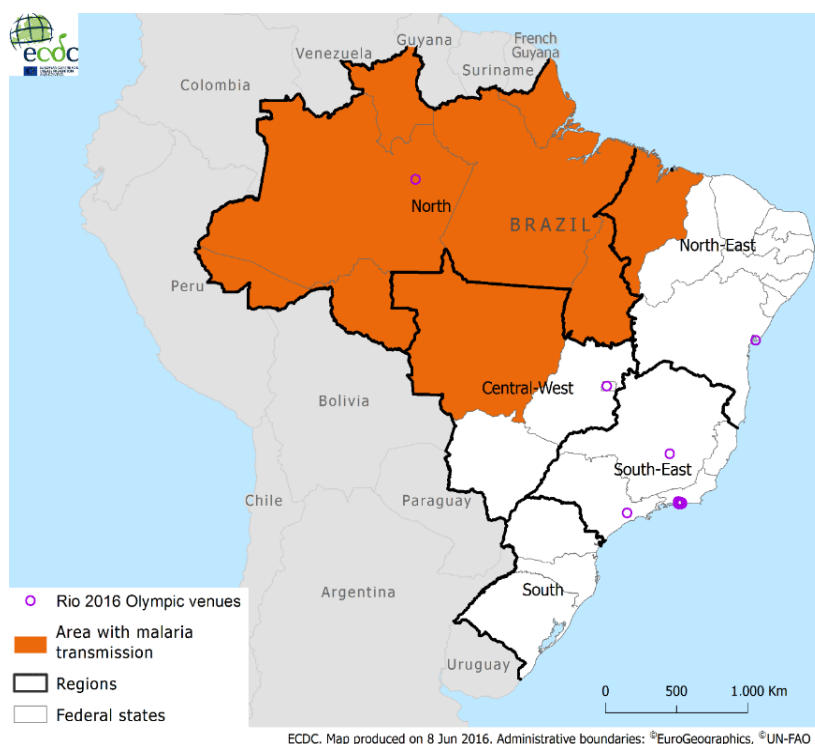 ecdc
Guyana
French
Guyana
Venezuela
Suriname
Colombia
North
BRAZIL
North-East
Peru
Central-West
Bolivia
South-East
Chile
Paraguay
Rio 2016 Olympic venues
Argentina
South
Area with malaria
transmission
Uruguay
Regions
0 500 1.000 Km
Federal states
ECDC. Map produced on 8 Jun 2016. Administrative boundaries: ©EuroGeographics, ©UN-FAO